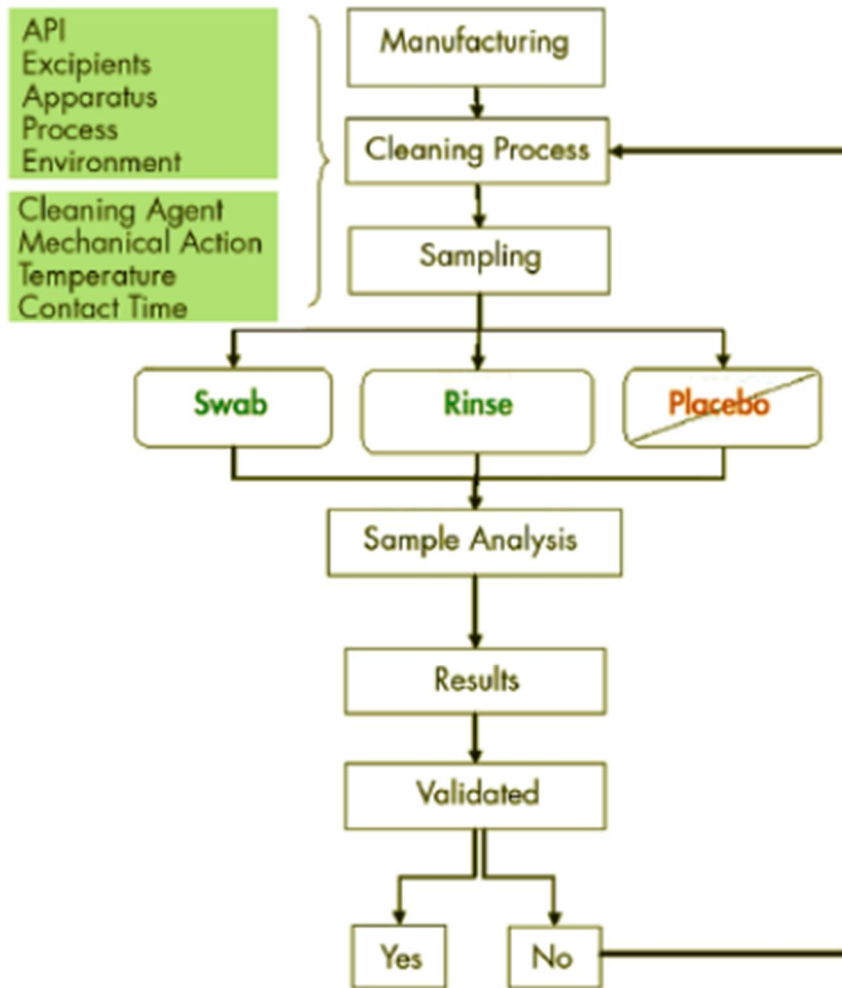 API
Excipients
Apparatus
Process
Environment
Cleaning Agent
Mechanical Action
Temperature
Contact Time
Manufacturing
Cleaning Process
Sampling
Swab
Rinse
Placebo
Sample Analysis
Results
Validated
Yes
No